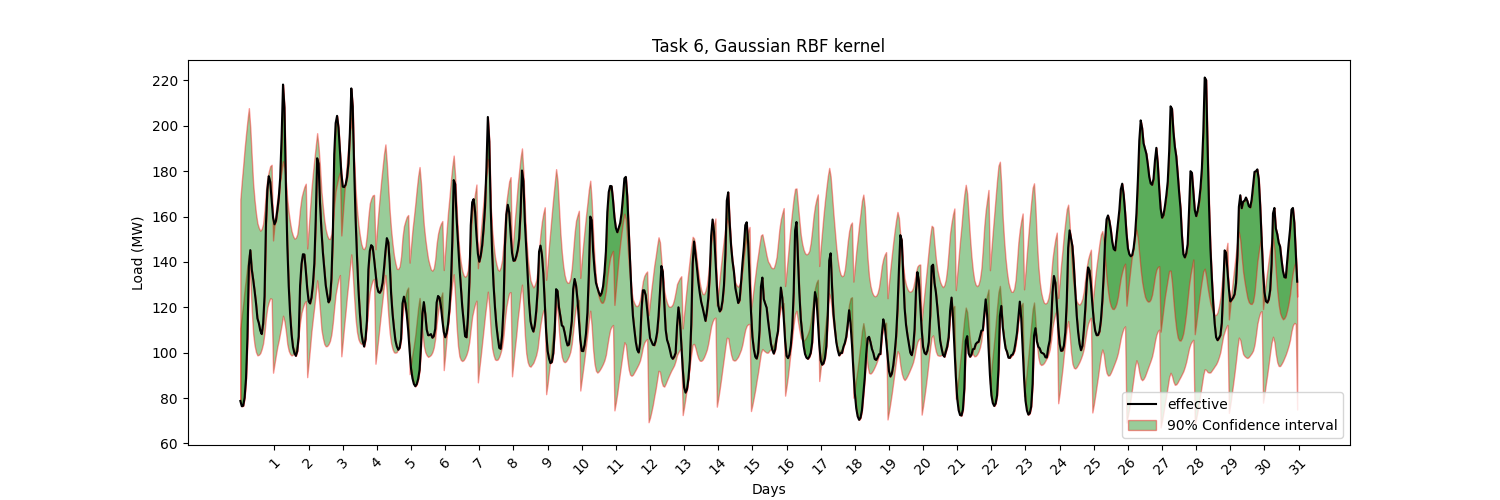 Task 6, Gaussian RBF kernel
220
200
180
160
140
120
100
80
60
Load (MW)
effective
90% Confidence interval
1 2 3 4 5 6 7 8 9 10 11 12 13 14 15 16 17 18 19 20 21 22 23 24 25 26 27 28 29 30 31
Days